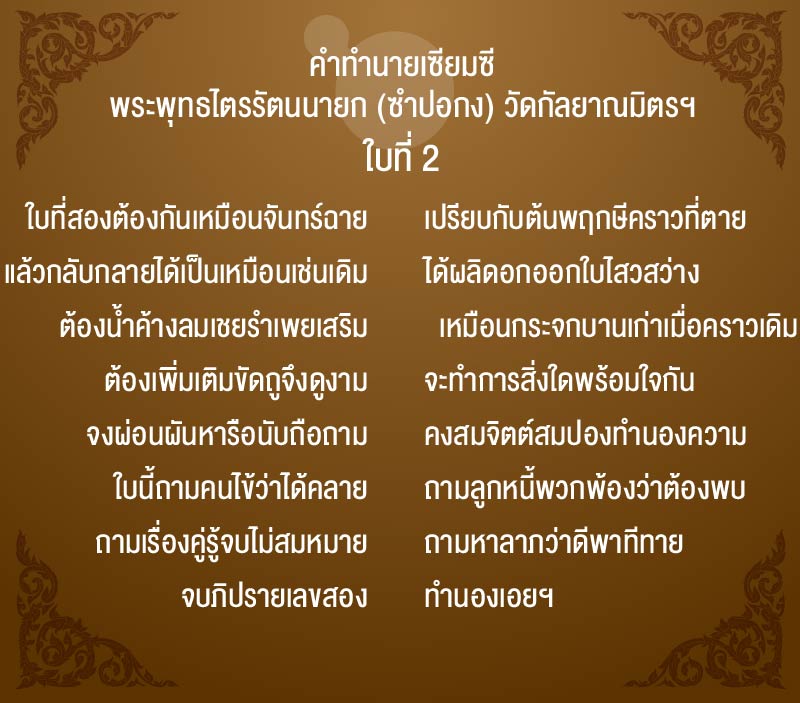 คำทำนายเซียมซี
พระพุทธไตรรัตนนายก (ซำปอกง) วัดกัลยาณมิตรฯ
ใบที่ 2
ใบที่สองต้องกันเหมือนจันทร์ฉาย เปรียบกับต้นพฤกษีคราวที่ตาย
แล้วกลับกลายได้เป็นเหมือนเช่นเดิม ได้ผลิดอกออกใบไสวสว่าง
ต้องน้ำค้างลมเชยรำเพยเสริม เหมือนกระจกบานเก่าเมื่อคราวเดิม
ต้องเพิ่มเติมขัดถูจึงดูงาม จะทำการสิ่งใดพร้อมใจกัน
จงผ่อนผันหารือนับถือถาม คงสมจิตต์สมปองทำนองความ
ใบนี้ถามคนไข้ว่าได้คลาย ถามลูกหนี้พวกพ้องว่าต้องพบ
ถามเรื่องคู่รู้จบไม่สมหมาย ถามหาลาภว่าดีพาทีทาย
จบภิปรายเลขสอง ทำนองเอยฯ